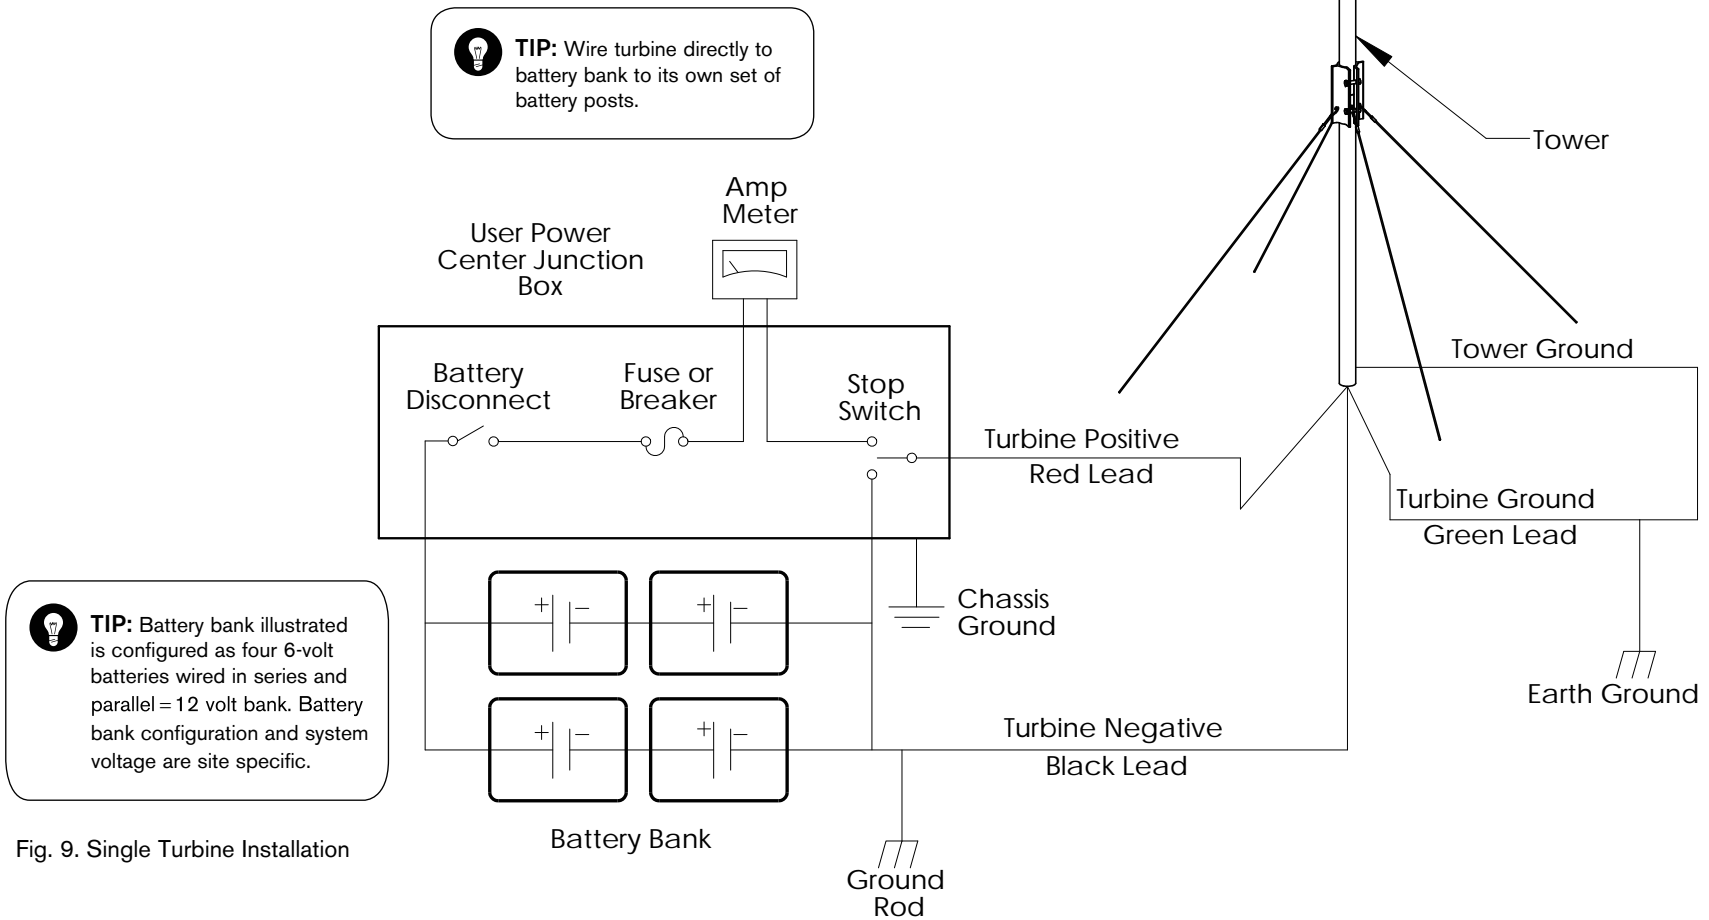 TIP: Wire turbine directly to
battery bank to its own set of
battery posts.
Tower
Amp
Meter
User Power
Center Junction
Box
Tower Ground
Battery
Disconnect
Fuse or
Breaker
Stop
Switch
Turbine Positive
Red Lead
Turbine Ground
Green Lead
+ – + –
Chassis
Ground
TIP: Battery bank illustrated
is configured as four 6-volt
batteries wired in series and
parallel = 12 volt bank. Battery
bank configuration and system
voltage are site specific.
Earth Ground
+ – + –
Turbine Negative
Black Lead
Battery Bank
Fig. 9. Single Turbine Installation
Ground
Rod